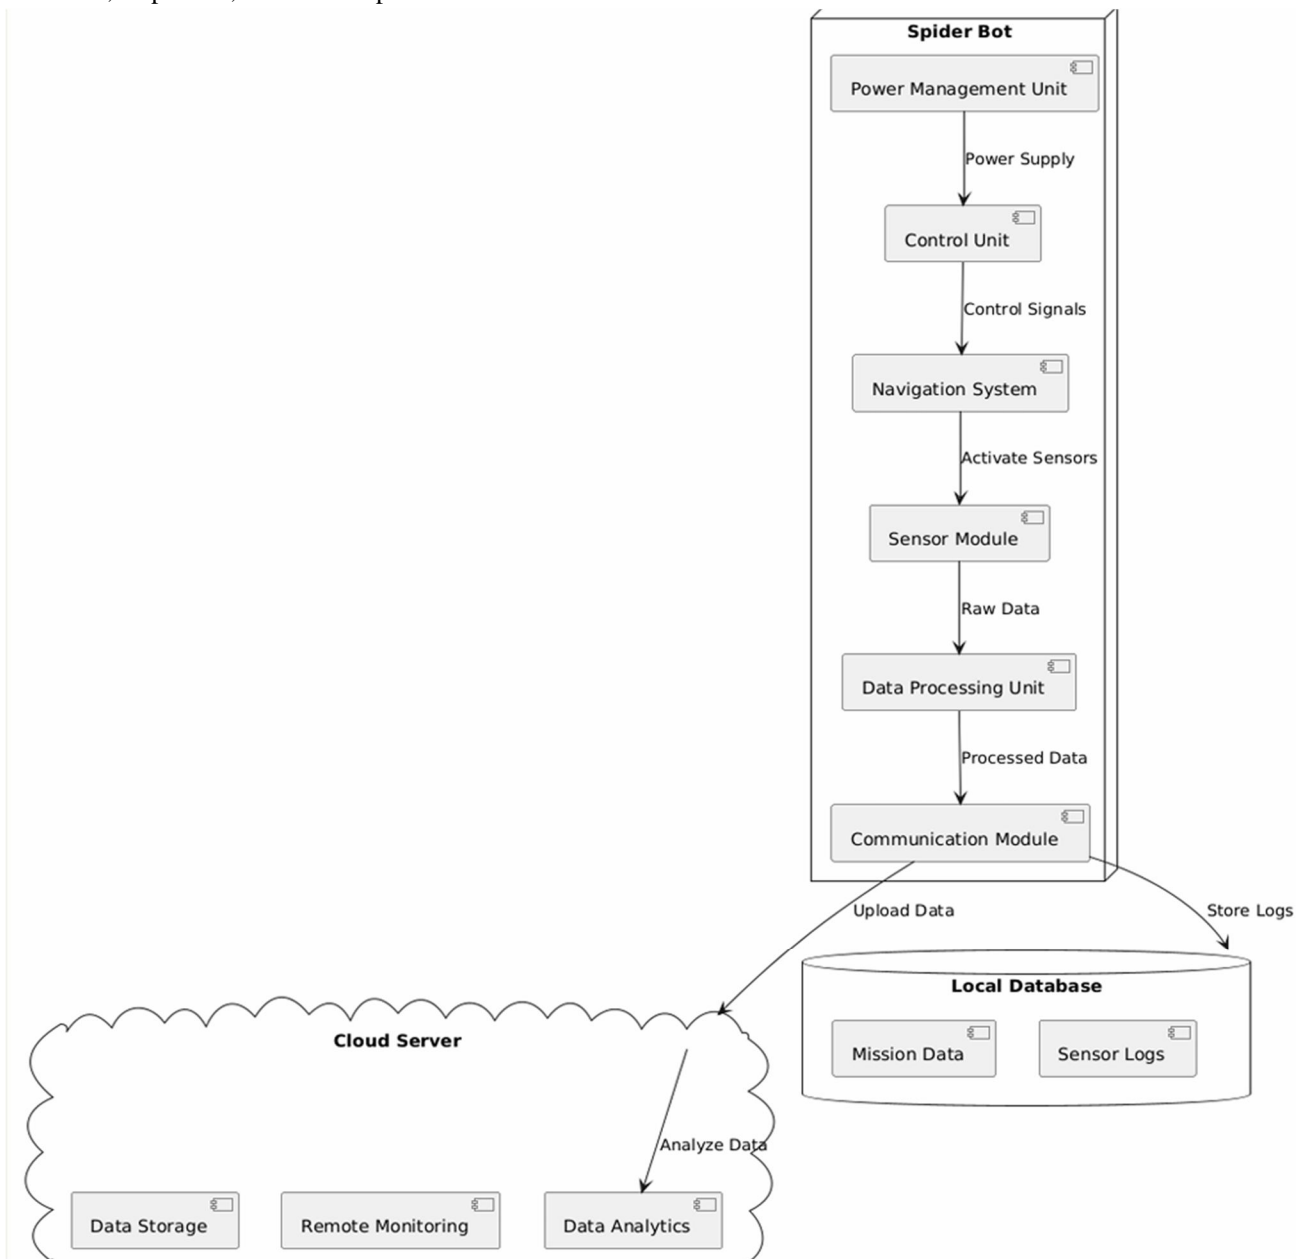 Spider Bot
Power Management Unit
Power Supply
Control Unit
Control Signals
Navigation System
Activate Sensors
Sensor Module
Raw Data
Data Processing Unit
Processed Data
Communication Module
Upload Data
Store Logs
Local Database
Mission Data
Sensor Logs
Cloud Server
Analyze Data
Data Storage
Remote Monitoring
Data Analytics